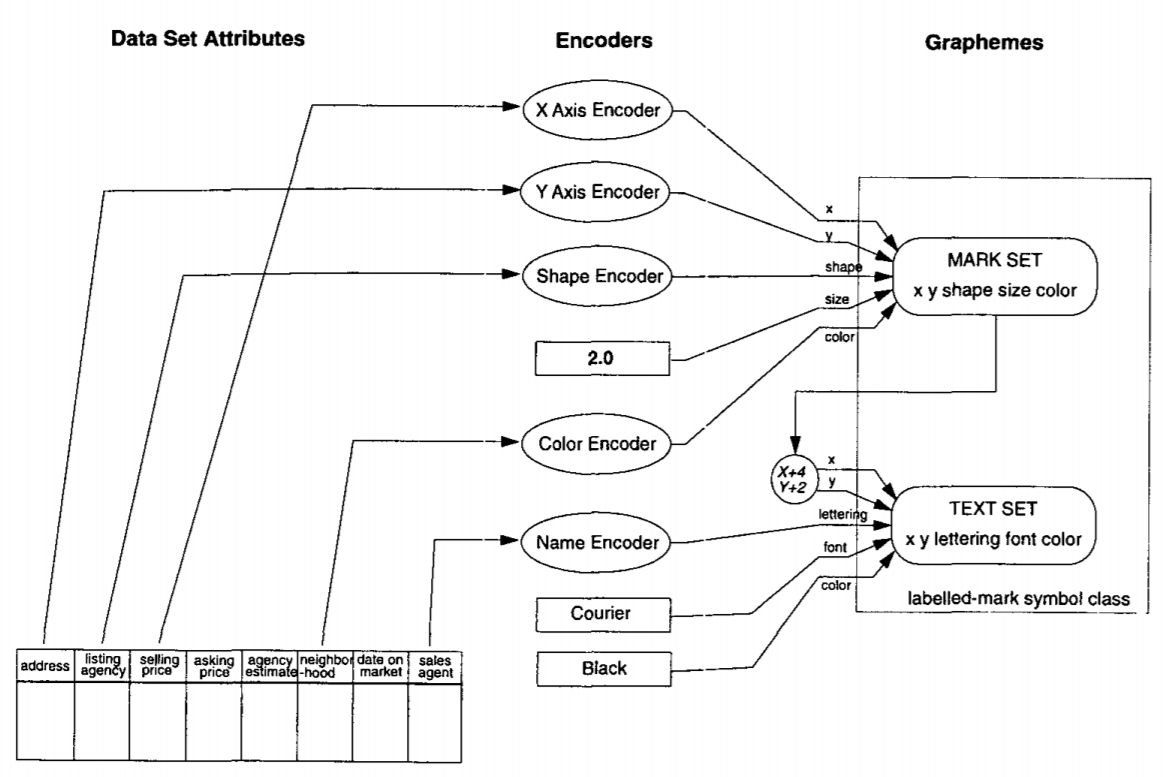 Data Set Attributes
Encoders
Graphemes
X Axis Encoder
Y Axis Encoder
Shape Encoder
2.0
Color Encoder
Name Encoder
Courier
Black
x
y
shape
size
color
MARK SET
x y shape size color
X+4
Y+2
x
y
lettering
font
color
TEXT SET
x y lettering font color
labelled-mark symbol class
address
listing
agency
selling
price
asking
price
agency
estimate
neighbor
-hood
date on
market
sales
agent